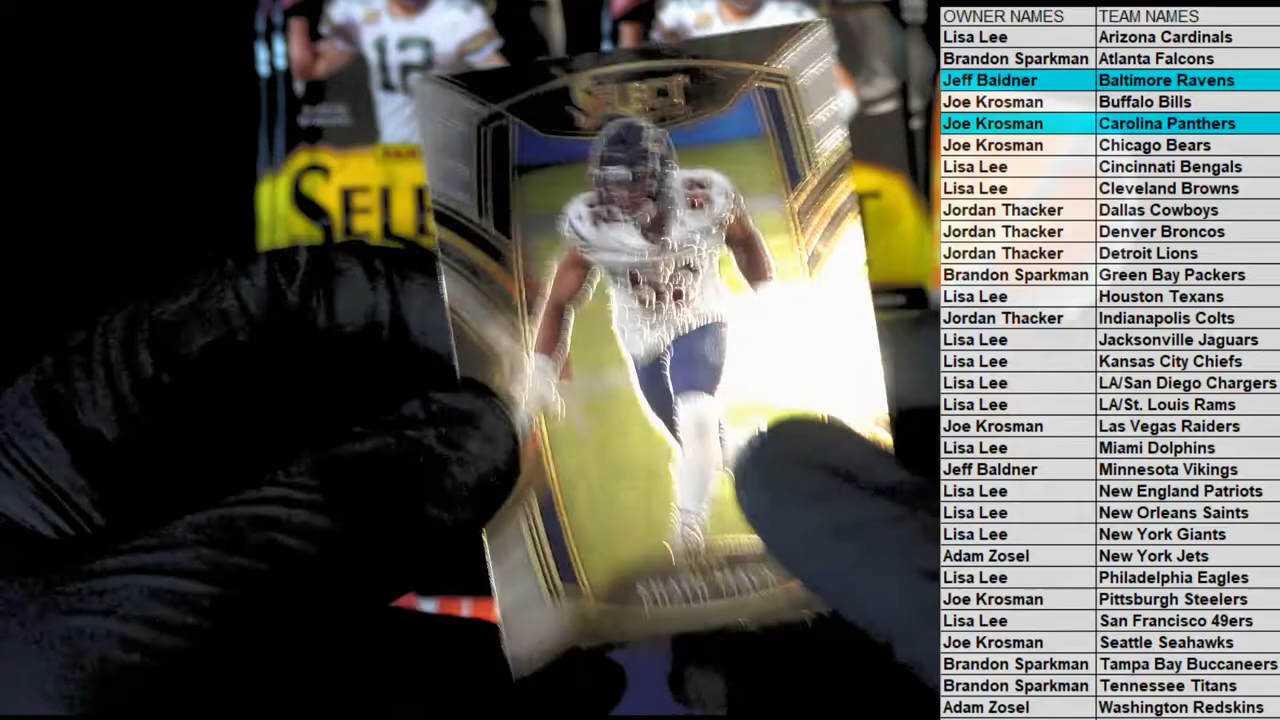 12
SELECT
SEL
OWNER NAMES TEAM NAMES
Lisa Lee Arizona Cardinals
Brandon Sparkman Atlanta Falcons
Jeff Baldner Baltimore Ravens
Joe Krosman Buffalo Bills
Joe Krosman Carolina Panthers
Joe Krosman Chicago Bears
Lisa Lee Cincinnati Bengals
Lisa Lee Cleveland Browns
Jordan Thacker Dallas Cowboys
Jordan Thacker Denver Broncos
Jordan Thacker Detroit Lions
Brandon Sparkman Green Bay Packers
Lisa Lee Houston Texans
Jordan Thacker Indianapolis Colts
Lisa Lee Jacksonville Jaguars
Lisa Lee Kansas City Chiefs
Lisa Lee LA/San Diego Chargers
Lisa Lee LA/St. Louis Rams
Joe Krosman Las Vegas Raiders
Lisa Lee Miami Dolphins
Jeff Baldner Minnesota Vikings
Lisa Lee New England Patriots
Lisa Lee New Orleans Saints
Lisa Lee New York Giants
Adam Zosel New York Jets
Lisa Lee Philadelphia Eagles
Joe Krosman Pittsburgh Steelers
Lisa Lee San Francisco 49ers
Joe Krosman Seattle Seahawks
Brandon Sparkman Tampa Bay Buccaneers
Brandon Sparkman Tennessee Titans
Adam Zosel Washington Redskins